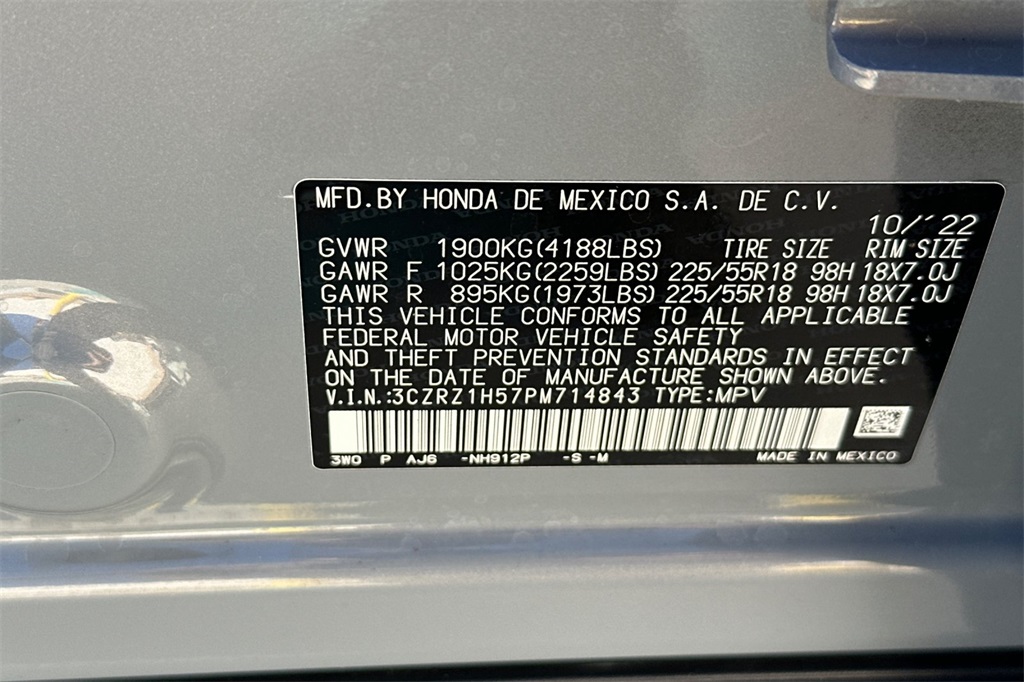 MFD.BY HONDA DE MEXICO S.A. DE C.V.
10/'22
GVWR 1900KG(4188LBS) TIRE SIZE RIM SIZE
GAWR F 1025KG(2259LBS) 225/55R18 98H 18X7.0J
GAWR R 895KG(1973LBS) 225/55R18 98H 18X7.0J
THIS VEHICLE CONFORMS TO ALL APPLICABLE
FEDERAL MOTOR VEHICLE SAFETY
AND THEFT PREVENTION STANDARDS IN EFFECT
ON THE DATE OF MANUFACTURE SHOWN ABOVE.
V.I.N.:3CZRZ1H57PM714843 TYPE:MPV
3W0 P AJ6 -NH912P -S -M MADE IN MEXICO